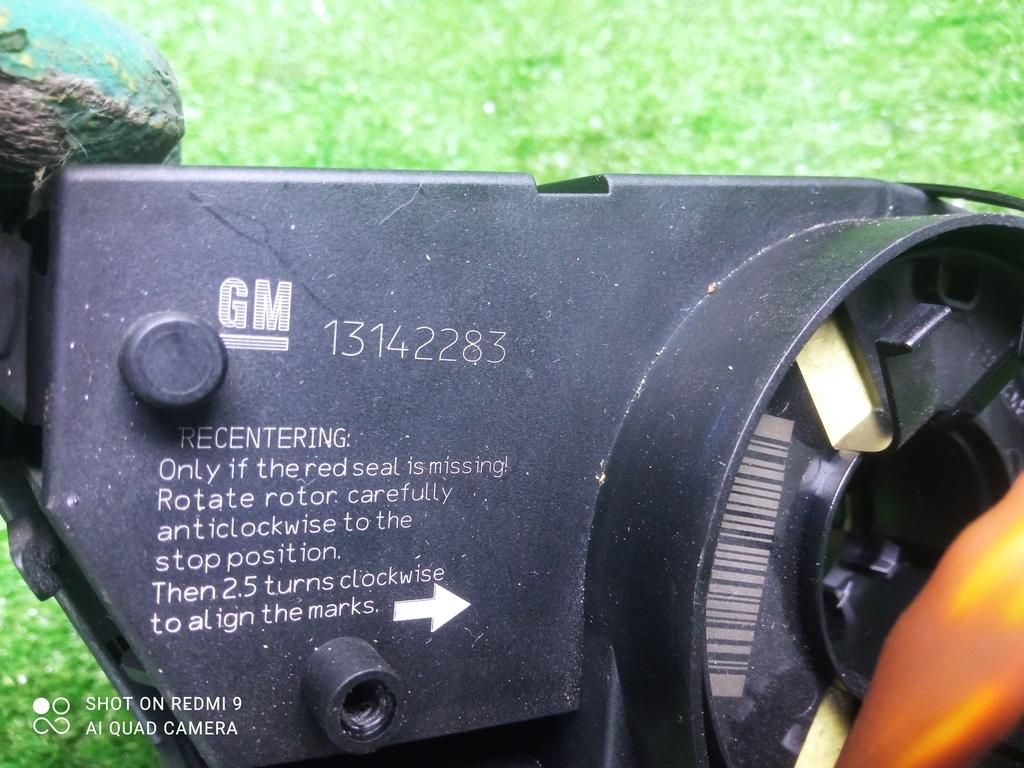 GM
13142283
RECENTERING:
Only if the red seal is missing!
Rotate rotor carefully
anticlockwise to the
stop position.
Then 2.5 turns clockwise
to align the marks.
SHOT ON REDMI 9
AI QUAD CAMERA